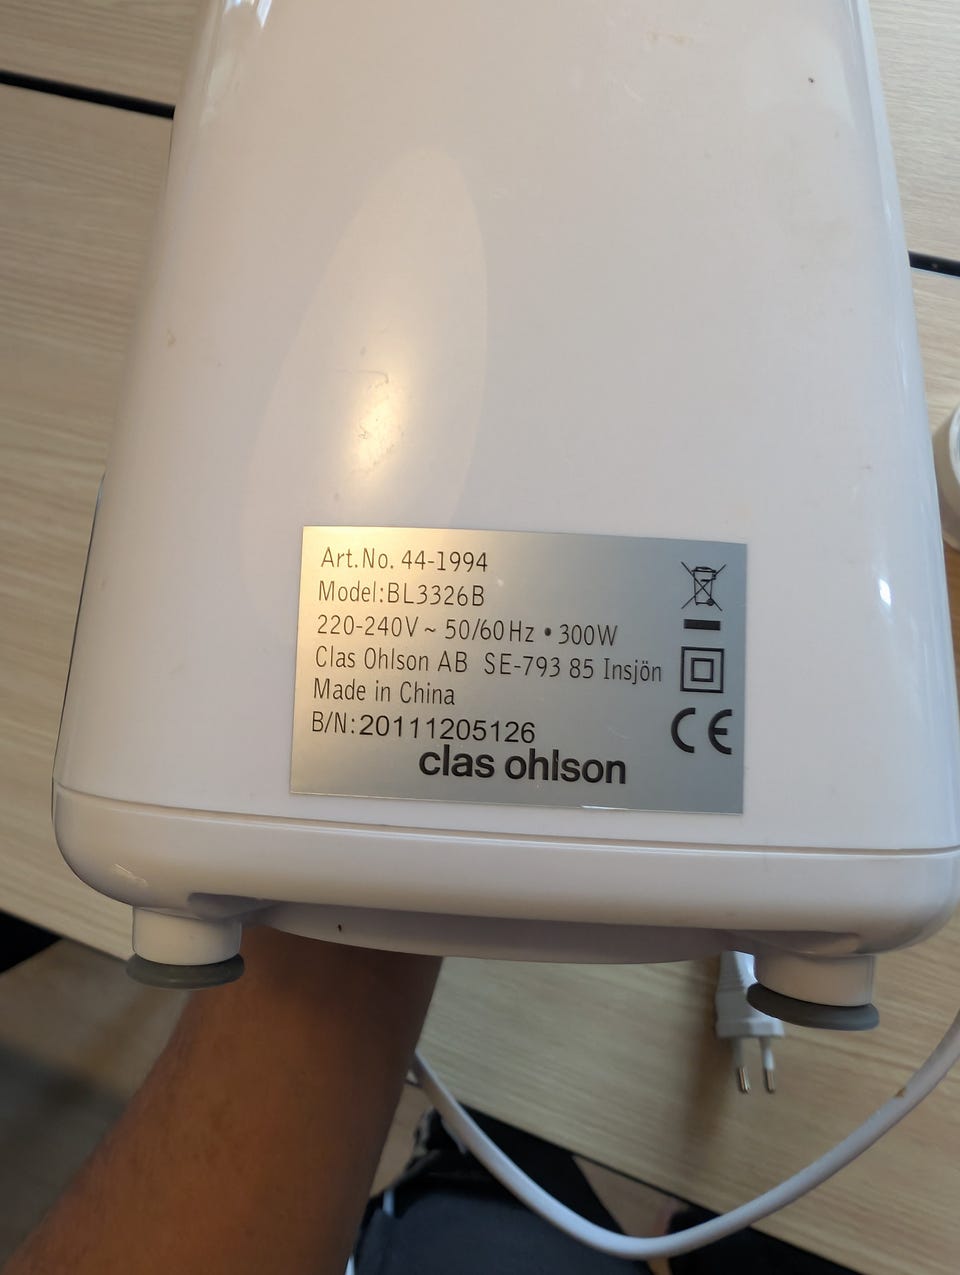 Art.No. 44-1994
Model:BL3326B
220-240V ~ 50/60Hz • 300W
Clas Ohlson AB SE-793 85 Insjön
Made in China
B/N:20111205126
clas ohlson
CE